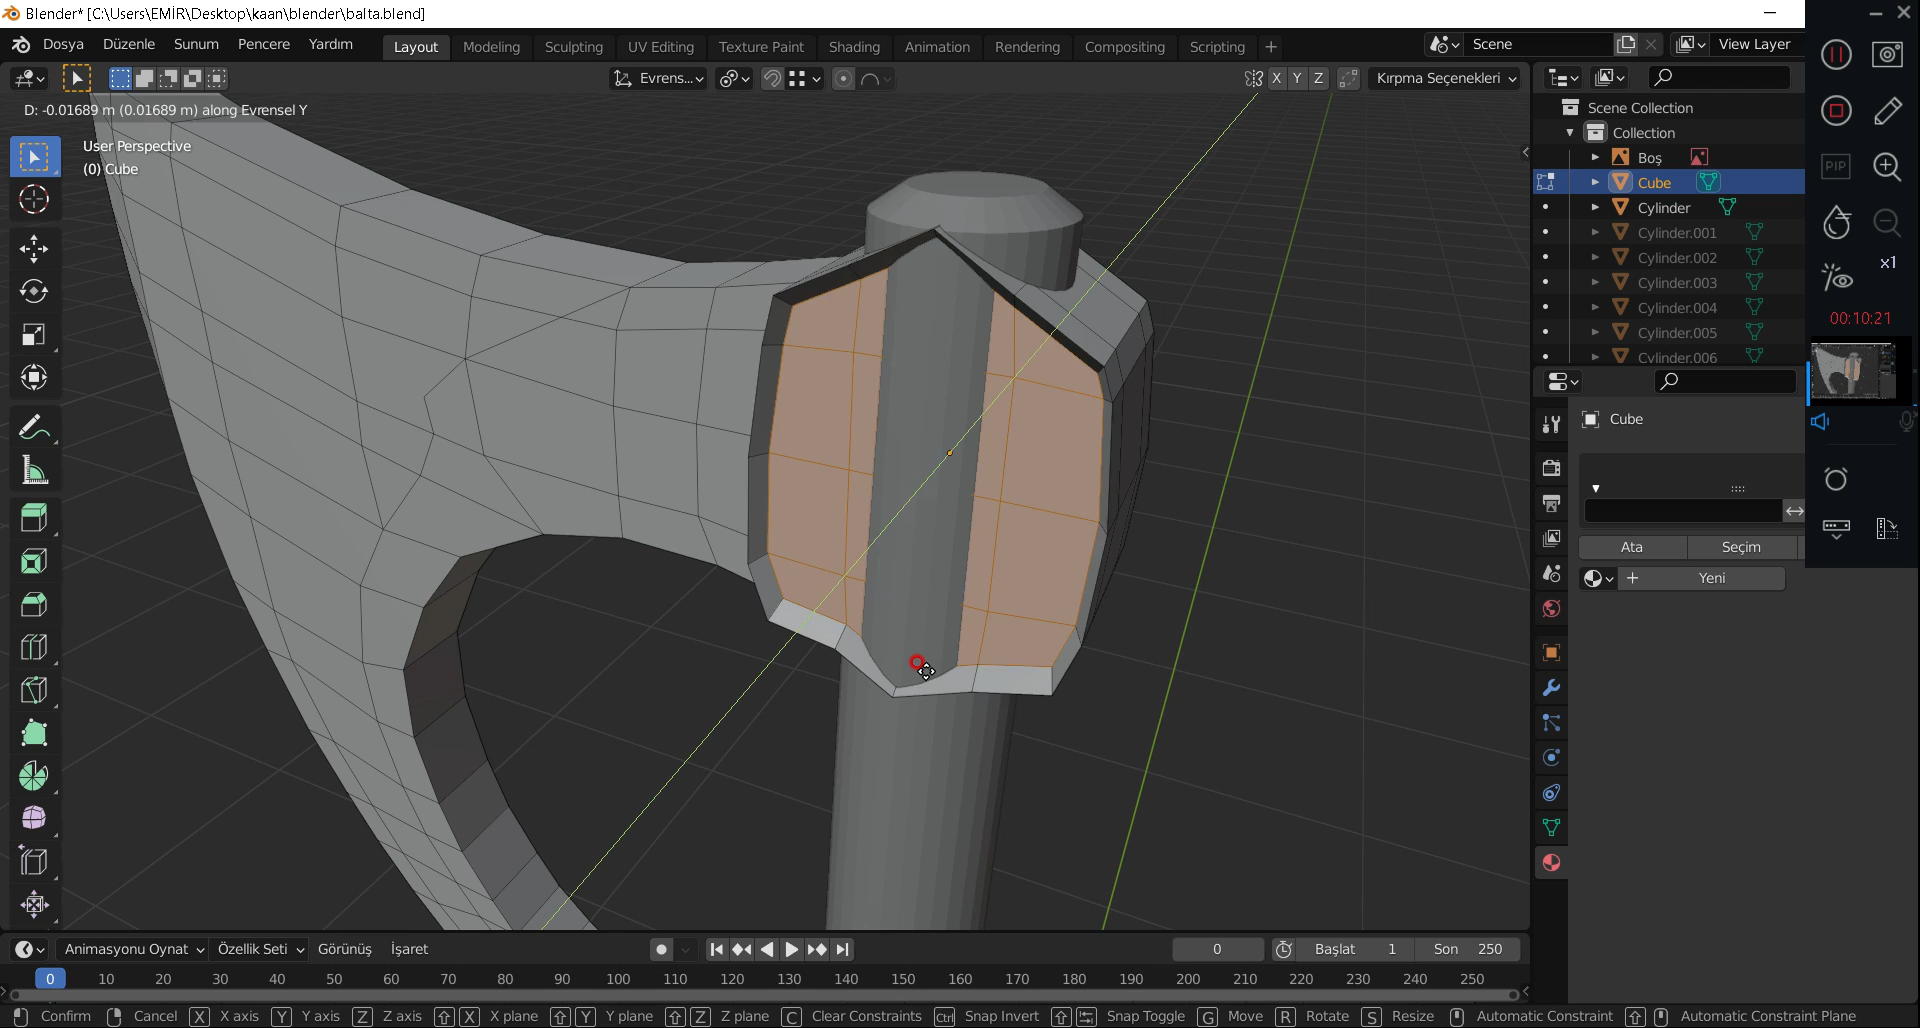 Blender* [C:\Users\EMİR\Desktop\kaan\blender\balta.blend]
Dosya Düzenle Sunum Pencere Yardım Layout Modeling Sculpting UV Editing Texture Paint Shading Animation Rendering Compositing Scripting + Scene View Layer
Evrens... X Y Z Kırpma Seçenekleri
D: -0.01689 m (0.01689 m) along Evrensel Y
User Perspective
(0) Cube
Scene Collection
Collection
Boş
Cube
Cylinder
Cylinder.001
Cylinder.002
Cylinder.003
Cylinder.004
Cylinder.005
Cylinder.006
PIP
x1
00:10:21
Cube
Ata Seçim
+ Yeni
Animasyonu Oynat Özellik Seti Görünüş İşaret 0 Başlat 1 Son 250
0 10 20 30 40 50 60 70 80 90 100 110 120 130 140 150 160 170 180 190 200 210 220 230 240 250
Confirm Cancel X X axis Y Y axis Z Z axis X X plane Y Y plane Z Z plane C Clear Constraints Ctrl Snap Invert Snap Toggle G Move R Rotate S Resize Automatic Constraint Automatic Constraint Plane